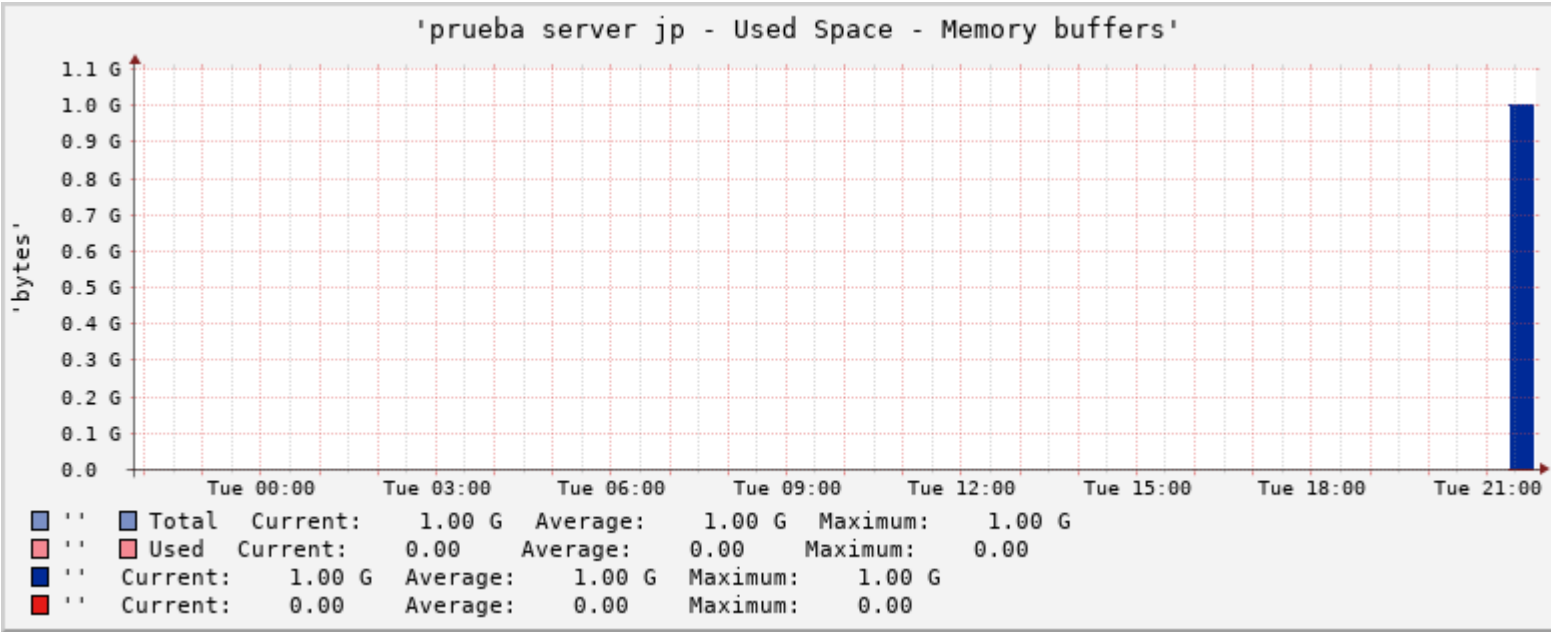 'prueba server jp - Used Space - Memory buffers'
'bytes'
1.1 G
1.0 G
0.9 G
0.8 G
0.7 G
0.6 G
0.5 G
0.4 G
0.3 G
0.2 G
0.1 G
0.0
Tue 00:00 Tue 03:00 Tue 06:00 Tue 09:00 Tue 12:00 Tue 15:00 Tue 18:00 Tue 21:00
'' Total Current: 1.00 G Average: 1.00 G Maximum: 1.00 G
'' Used Current: 0.00 Average: 0.00 Maximum: 0.00
'' Current: 1.00 G Average: 1.00 G Maximum: 1.00 G
'' Current: 0.00 Average: 0.00 Maximum: 0.00